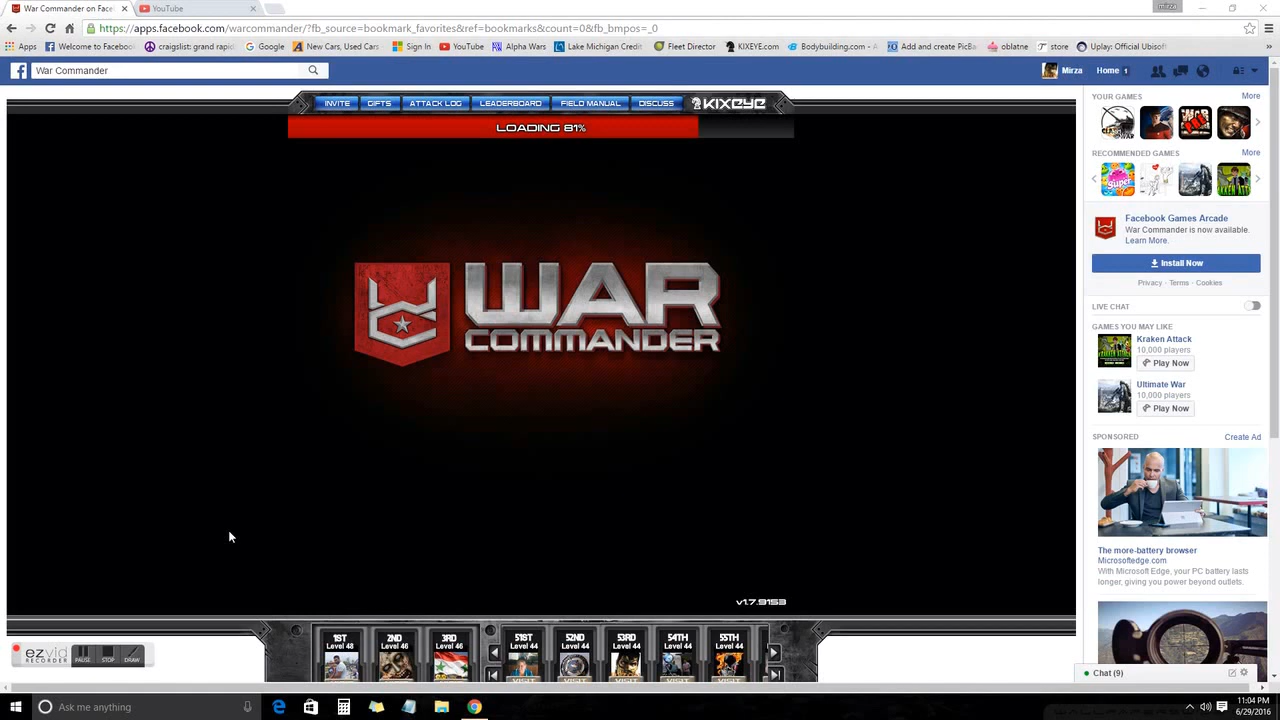 War Commander on Face
YouTube
mirza
https://apps.facebook.com/warcommander/?fb_source=bookmark_favorites&ref=bookmarks&count=0&fb_bmpos=_0
Apps
Welcome to Facebook
craigslist: grand rapid
Google
New Cars, Used Cars
Sign In
YouTube
Alpha Wars
Lake Michigan Credit
Fleet Director
KIXEYE.com
Bodybuilding.com - A
Add and create PicBa
oblatne
store
Uplay: Official Ubisoft
War Commander
Mirza
Home 1
INVITE
GIFTS
ATTACK LOG
LEADERBOARD
FIELD MANUAL
DISCUSS
KIXEYE
LOADING 81%
WAR
COMMANDER
v1.7.9153
YOUR GAMES
More
RECOMMENDED GAMES
More
Facebook Games Arcade
War Commander is now available.
Learn More.
Install Now
Privacy · Terms · Cookies
LIVE CHAT
GAMES YOU MAY LIKE
Kraken Attack
10,000 players
Play Now
Ultimate War
10,000 players
Play Now
SPONSORED
Create Ad
The more-battery browser
Microsoftedge.com
With Microsoft Edge, your PC battery lasts
longer, giving you power beyond outlets.
1ST
Level 48
2ND
Level 46
3RD
Level 46
51ST
Level 44
52ND
Level 44
53RD
Level 44
54TH
Level 44
55TH
Level 44
VISIT
VISIT
VISIT
VISIT
VISIT
ezvid
RECORDER
PAUSE
STOP
DRAW
Chat (9)
Ask me anything
11:04 PM
6/29/2016